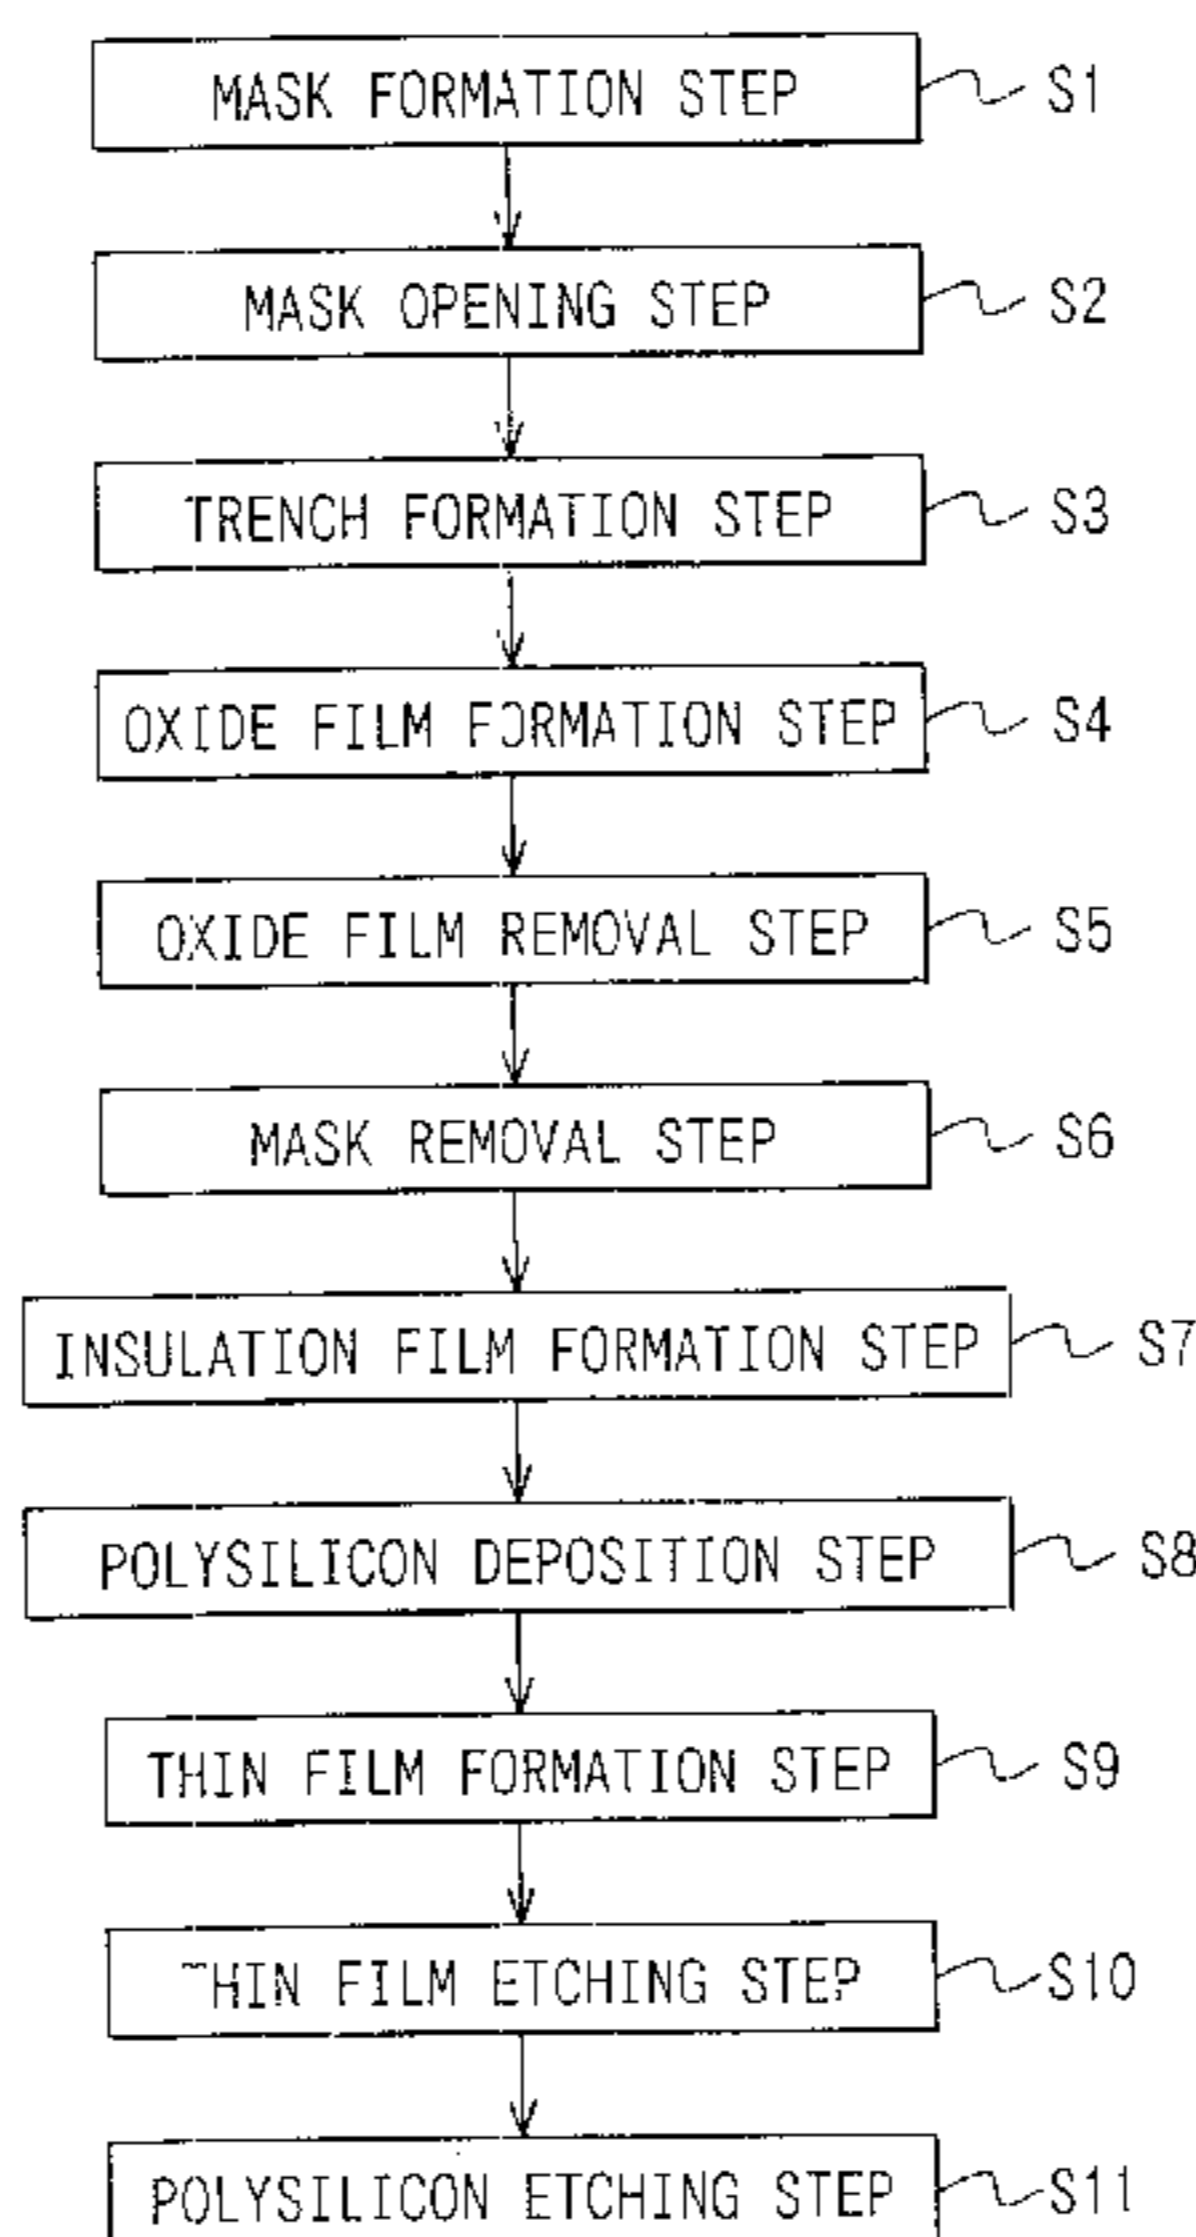 MASK FORMATION STEP S1
MASK OPENING STEP S2
TRENCH FORMATION STEP S3
OXIDE FILM FORMATION STEP S4
OXIDE FILM REMOVAL STEP S5
MASK REMOVAL STEP S6
INSULATION FILM FORMATION STEP S7
POLYSILICON DEPOSITION STEP S8
THIN FILM FORMATION STEP S9
THIN FILM ETCHING STEP S10
POLYSILICON ETCHING STEP S11